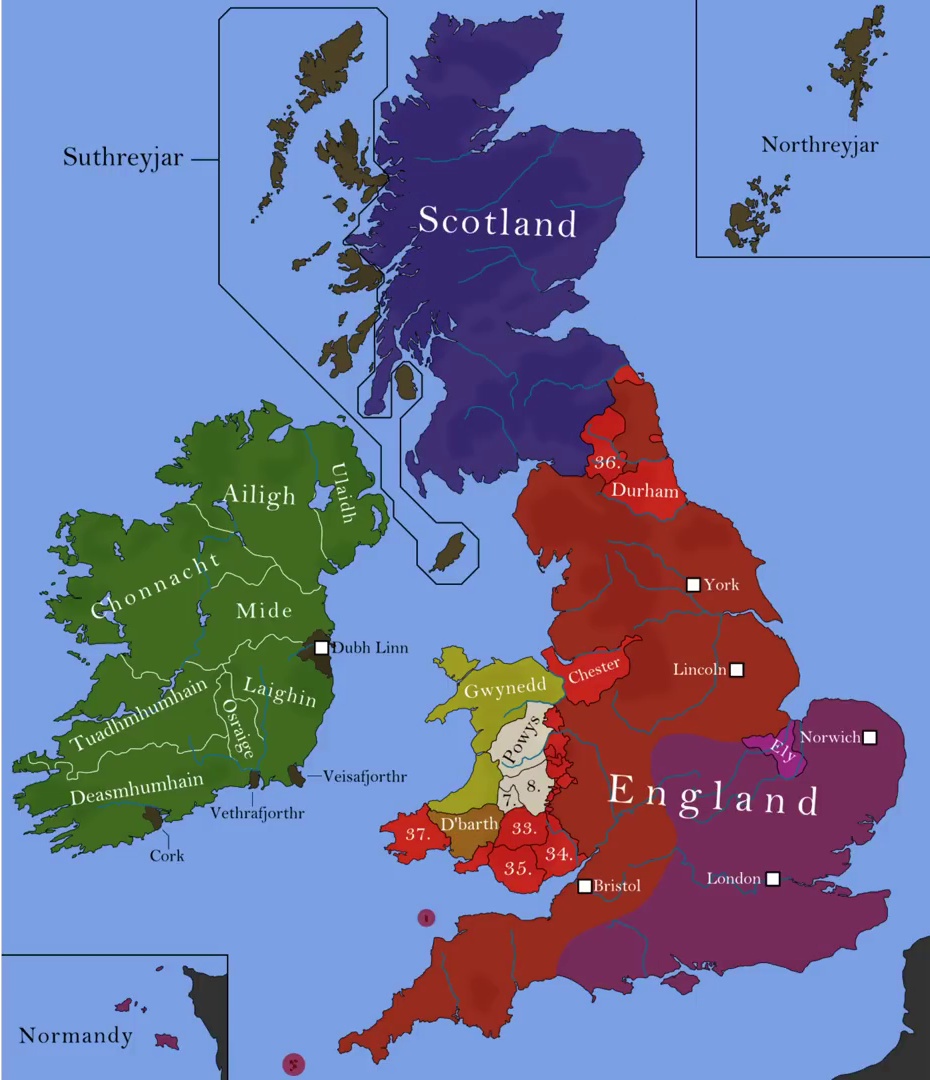 Suthreyjar
Northreyjar
Scotland
36.
Durham
Ailigh
Ulaidh
Chonnacht
Mide
York
Dubh Linn
Chester
Lincoln
Gwynedd
Laighin
Tuadhmhumhain
Osraige
Powys
Ely
Norwich
Veisafjorthr
Deasmhumhain
7.
8.
England
Vethrafjorthr
37.
D'barth
33.
34.
35.
Cork
London
Bristol
Normandy